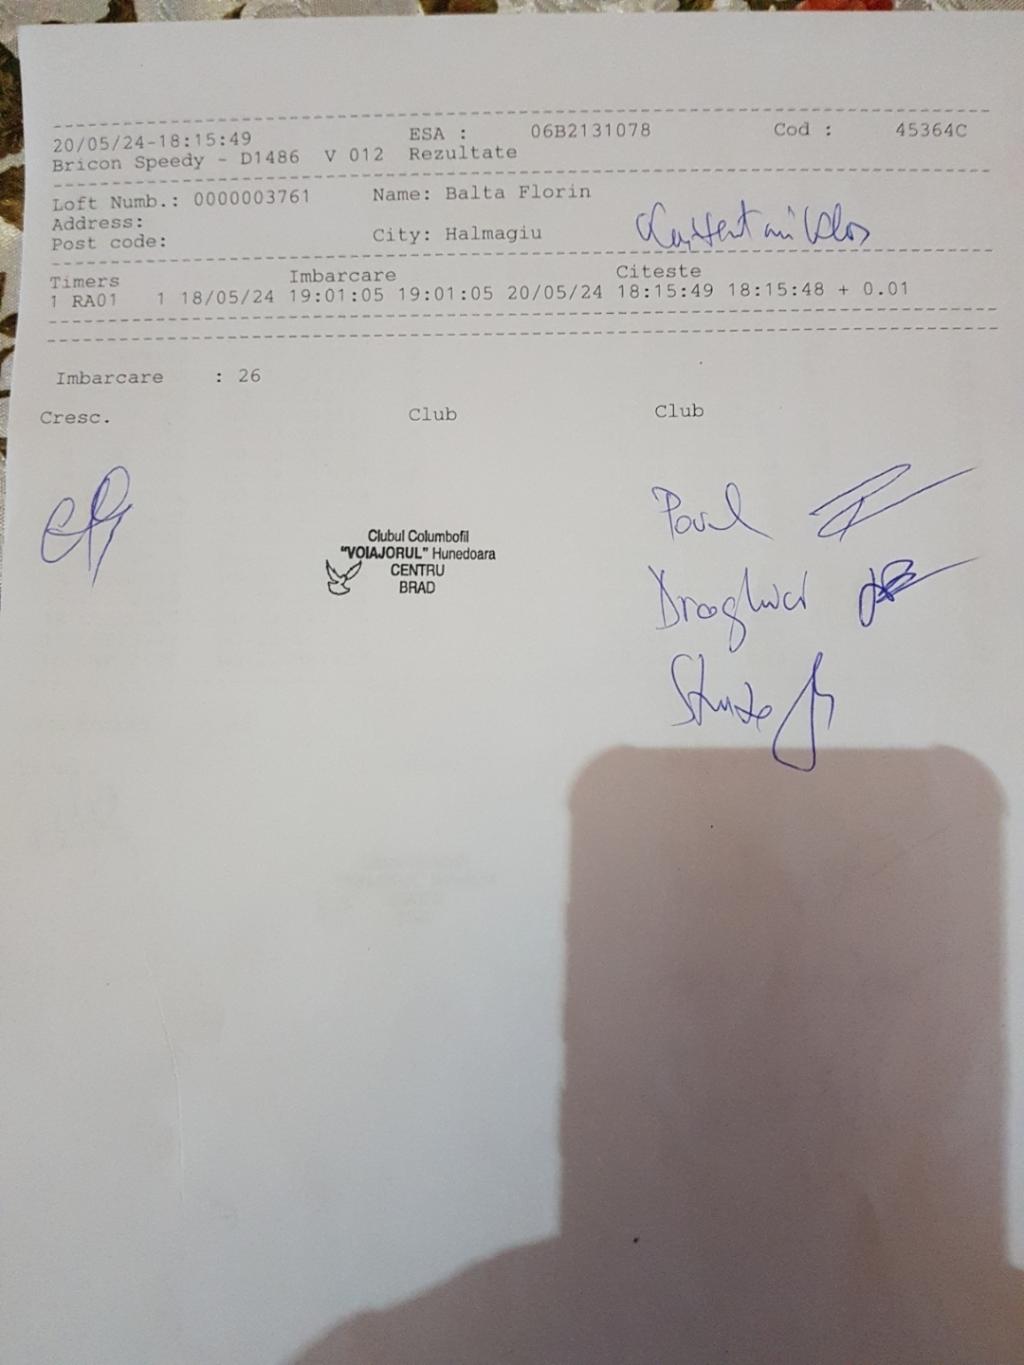 20/05/24-18:15:49 ESA : 06B2131078 Cod : 45364C
Bricon Speedy - D1486 V 012 Rezultate
Loft Numb.: 0000003761 Name: Balta Florin
Address:
Post code: City: Halmagiu
Timers Imbarcare Citeste
1 RA01 1 18/05/24 19:01:05 19:01:05 20/05/24 18:15:49 18:15:48 + 0.01
Imbarcare : 26
Cresc. Club Club
Clubul Columbofil
"VOIAJORUL" Hunedoara
CENTRU
BRAD